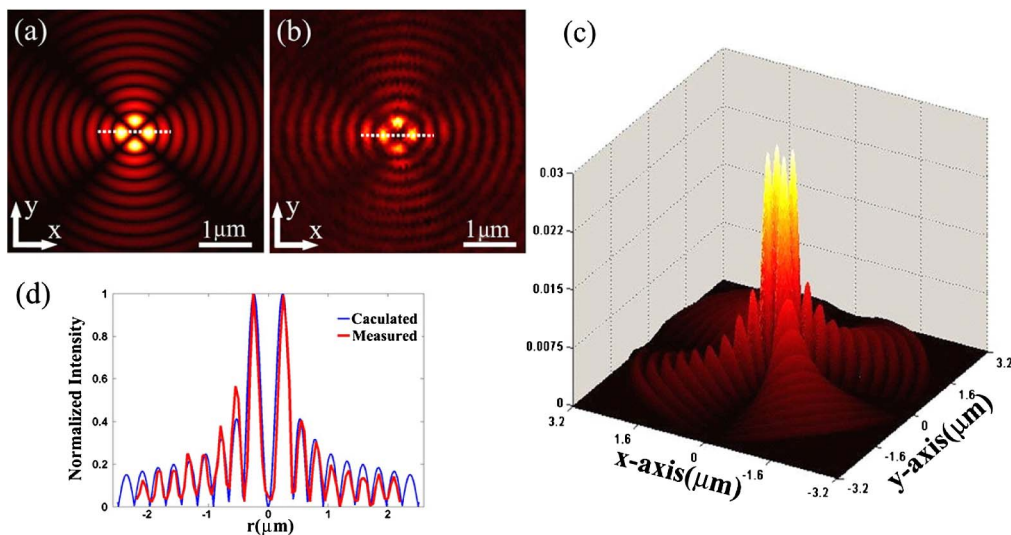 (a)
y
x
1μm
(b)
y
x
1μm
(c)
0.03
0.022
0.015
0.0075
0
3.2
1.6
0
-1.6
-3.2
x-axis(μm)
-3.2
-1.6
0
1.6
3.2
y-axis(μm)
(d)
Normalized Intensity
1
0.8
0.6
0.4
0.2
0
Caculated
Measured
-2
-1
0
1
2
r(μm)